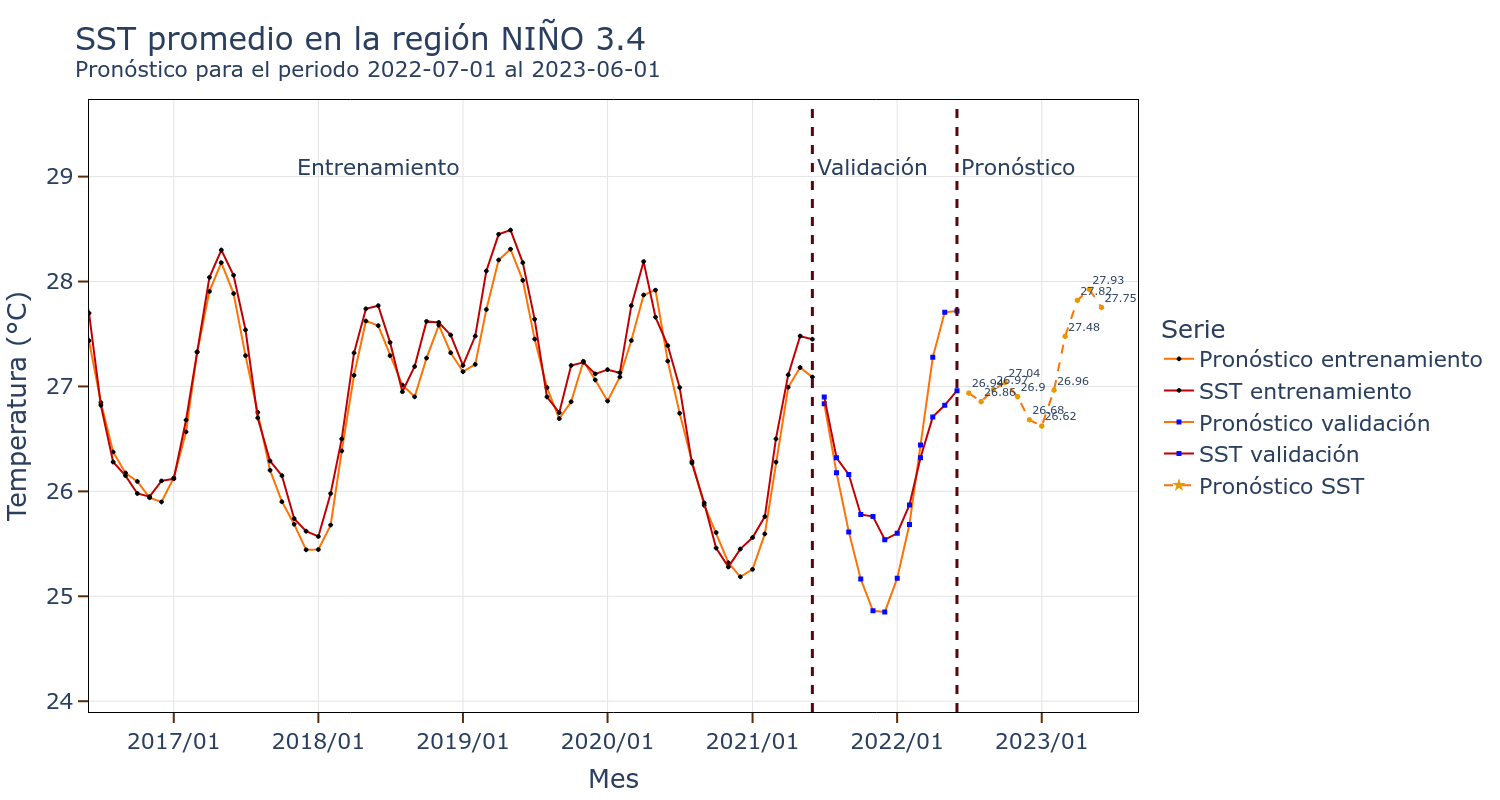 SST promedio en la región NIÑO 3.4
Pronóstico para el periodo 2022-07-01 al 2023-06-01
Entrenamiento
Validación
Pronóstico
29
28
27
26
25
24
Temperatura (°C)
26.94
26.86
26.97
27.04
26.9
26.68
26.62
26.96
27.48
27.82
27.93
27.75
2017/01
2018/01
2019/01
2020/01
2021/01
2022/01
2023/01
Mes
Serie
Pronóstico entrenamiento
SST entrenamiento
Pronóstico validación
SST validación
Pronóstico SST